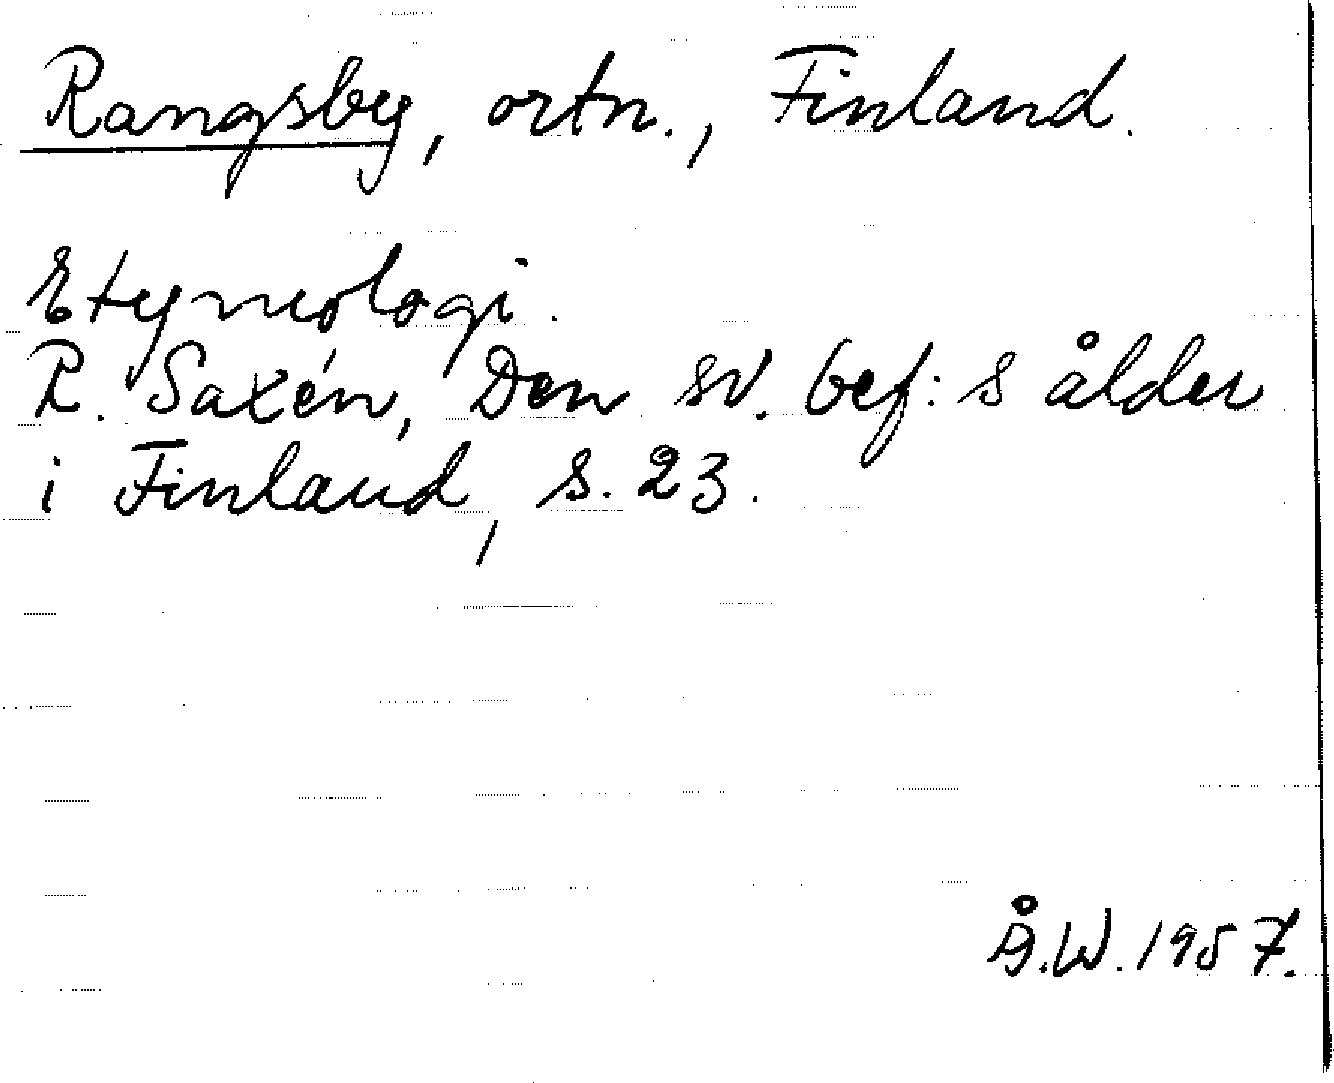 Rangsby, ortn., Finland.
Etymologi.
R. Saxén, Den sv. bef:s ålder
i Finland, s. 23.
Å.W. 1957.